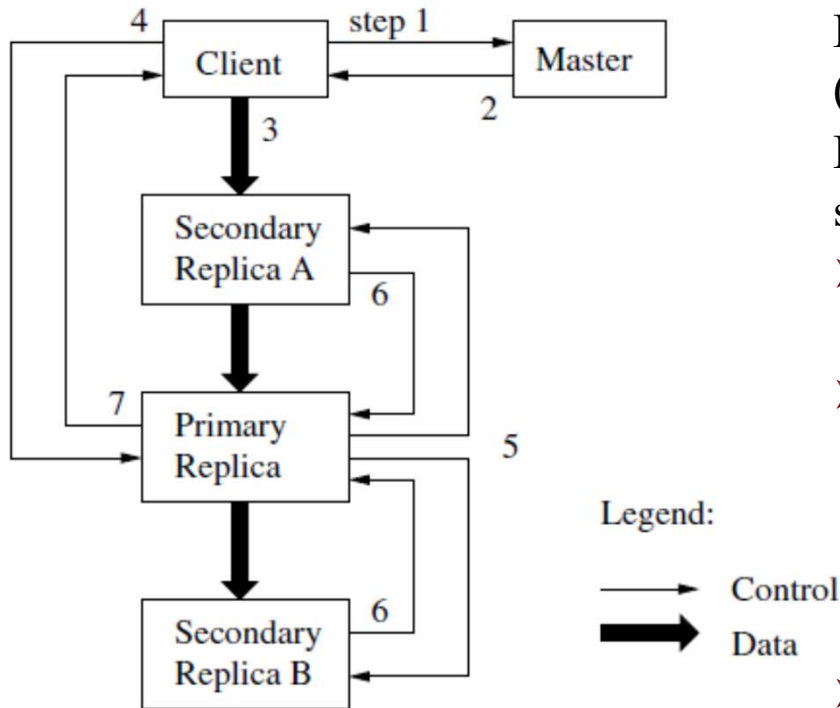 4
step 1
Client
Master
2
3
Secondary
Replica A
6
7
Primary
Replica
5
Legend:
Control
Data
6
Secondary
Replica B